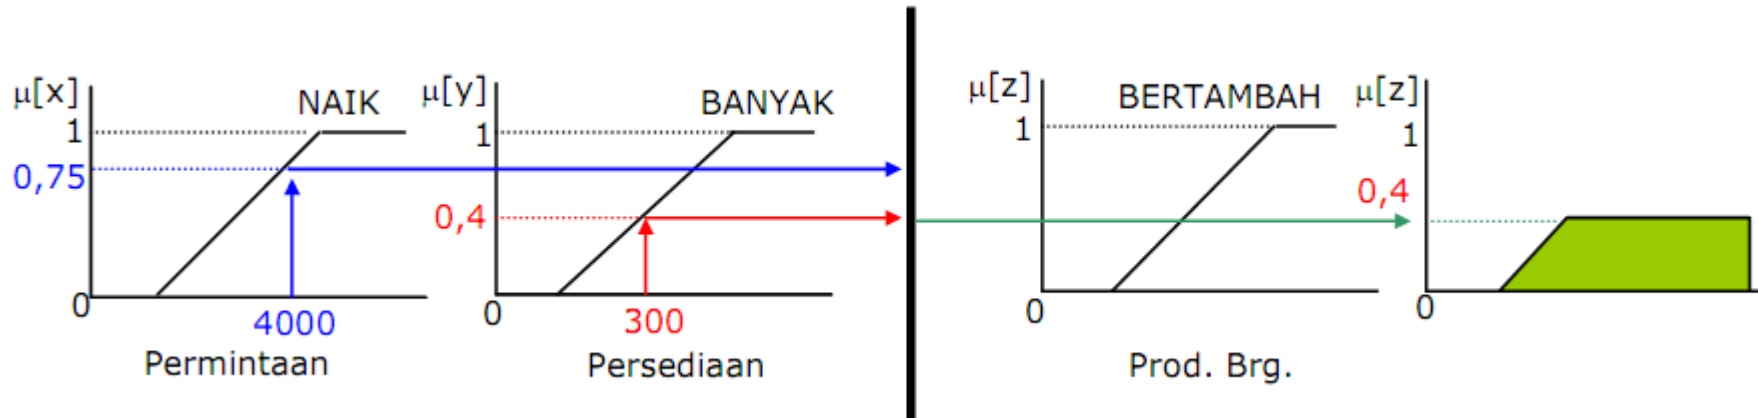 μ[x]
NAIK
1
0,75
0
4000
Permintaan
μ[y]
BANYAK
1
0,4
0
300
Persediaan
μ[z]
BERTAMBAH
1
0
Prod. Brg.
μ[z]
1
0,4
0